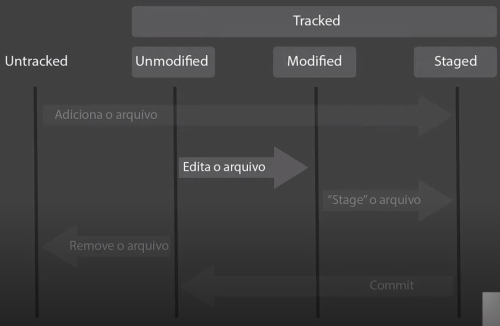 Tracked
Untracked
Unmodified
Modified
Staged
Adiciona o arquivo
Edita o arquivo
“Stage” o arquivo
Remove o arquivo
Commit